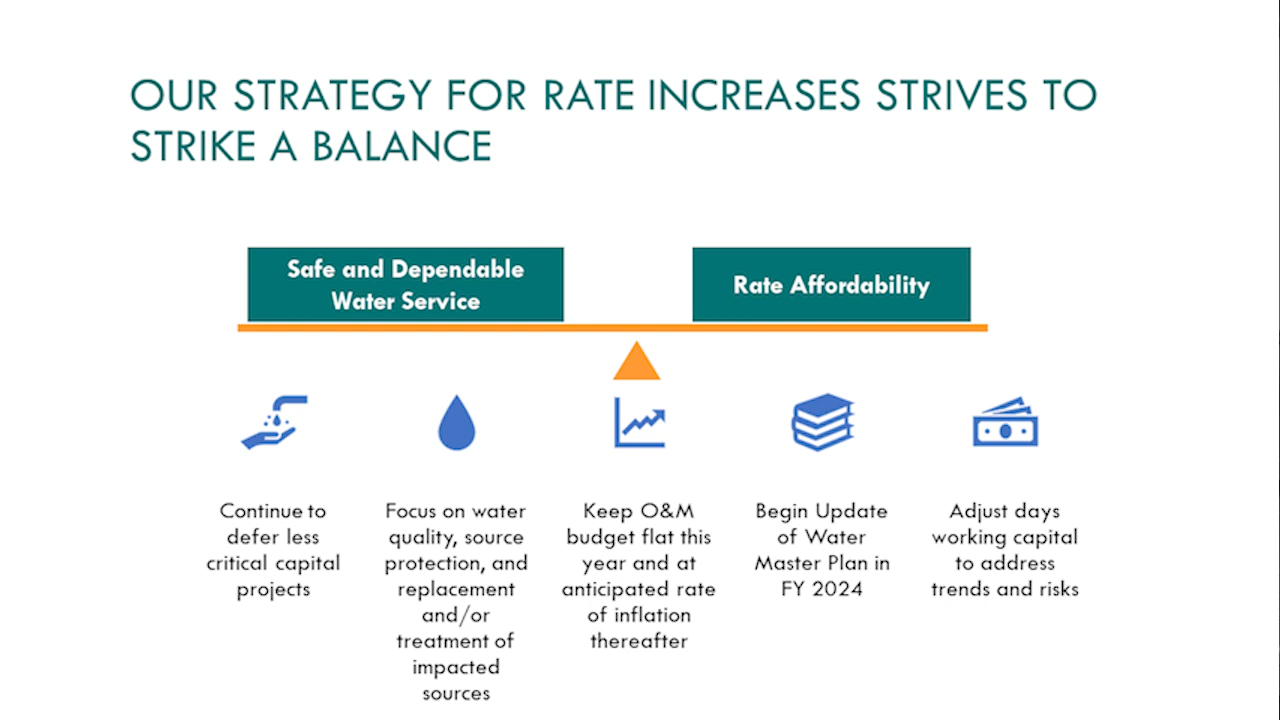 OUR STRATEGY FOR RATE INCREASES STRIVES TO
STRIKE A BALANCE
Safe and Dependable
Water Service
Rate Affordability
Continue to
defer less
critical capital
projects
Focus on water
quality, source
protection, and
replacement
and/or
treatment of
impacted
sources
Keep O&M
budget flat this
year and at
anticipated rate
of inflation
thereafter
Begin Update
of Water
Master Plan in
FY 2024
Adjust days
working capital
to address
trends and risks